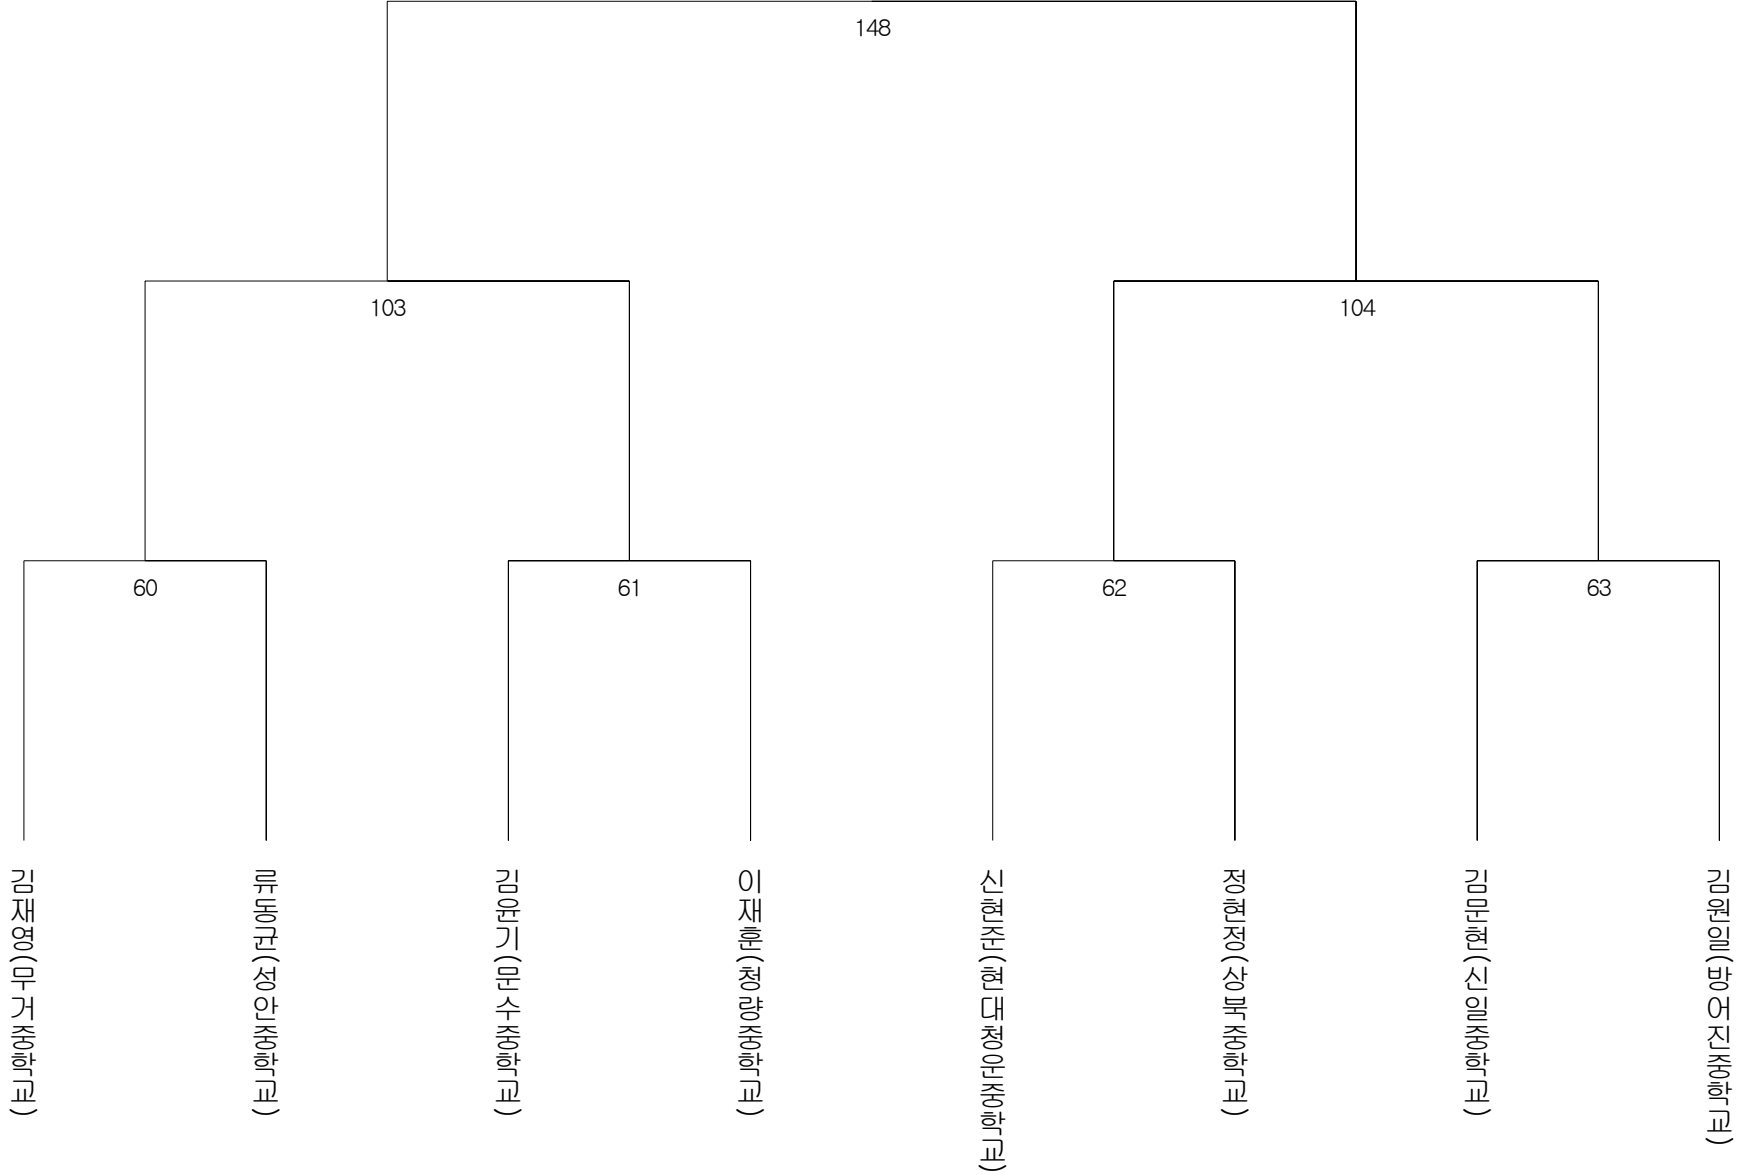 148
103
104
60
61
62
63
김재영(무거중학교)
류동균(성안중학교)
김윤기(문수중학교)
이재훈(청량중학교)
신현준(현대청운중학교)
정현정(상북중학교)
김문현(신일중학교)
김원일(방어진중학교)